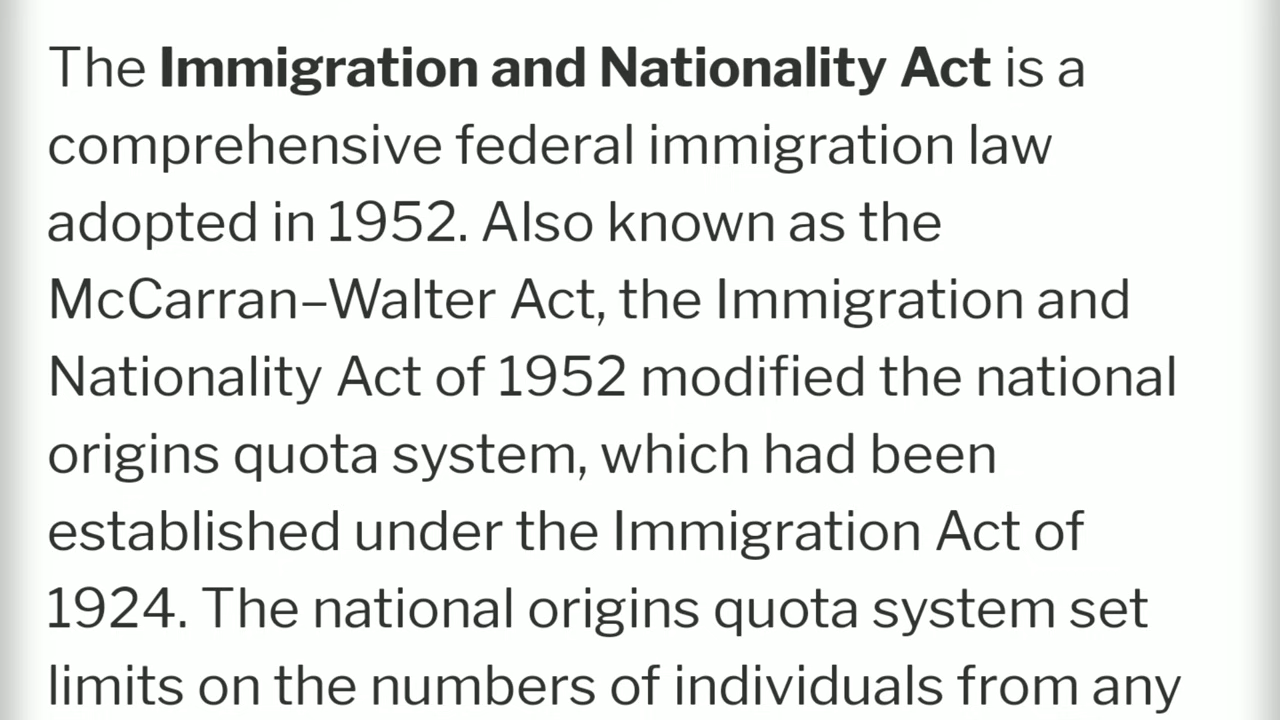 The Immigration and Nationality Act is a
comprehensive federal immigration law
adopted in 1952. Also known as the
McCarran–Walter Act, the Immigration and
Nationality Act of 1952 modified the national
origins quota system, which had been
established under the Immigration Act of
1924. The national origins quota system set
limits on the numbers of individuals from any